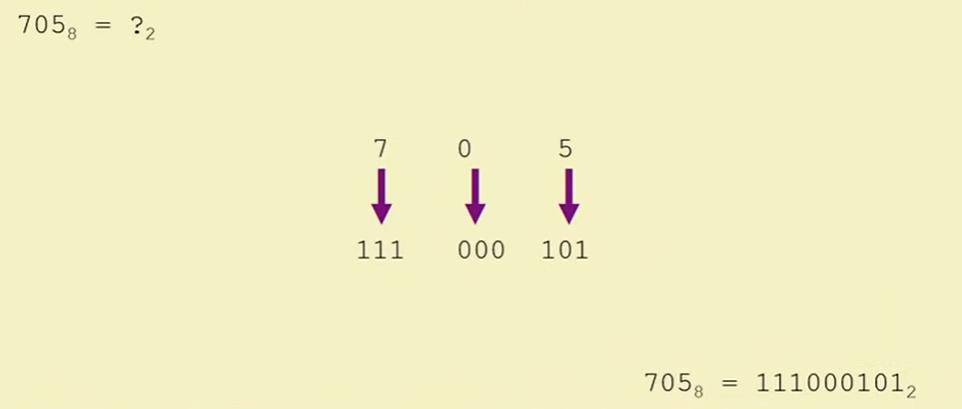 705₈ = ?₂
7 0 5
111 000 101
705₈ = 111000101₂